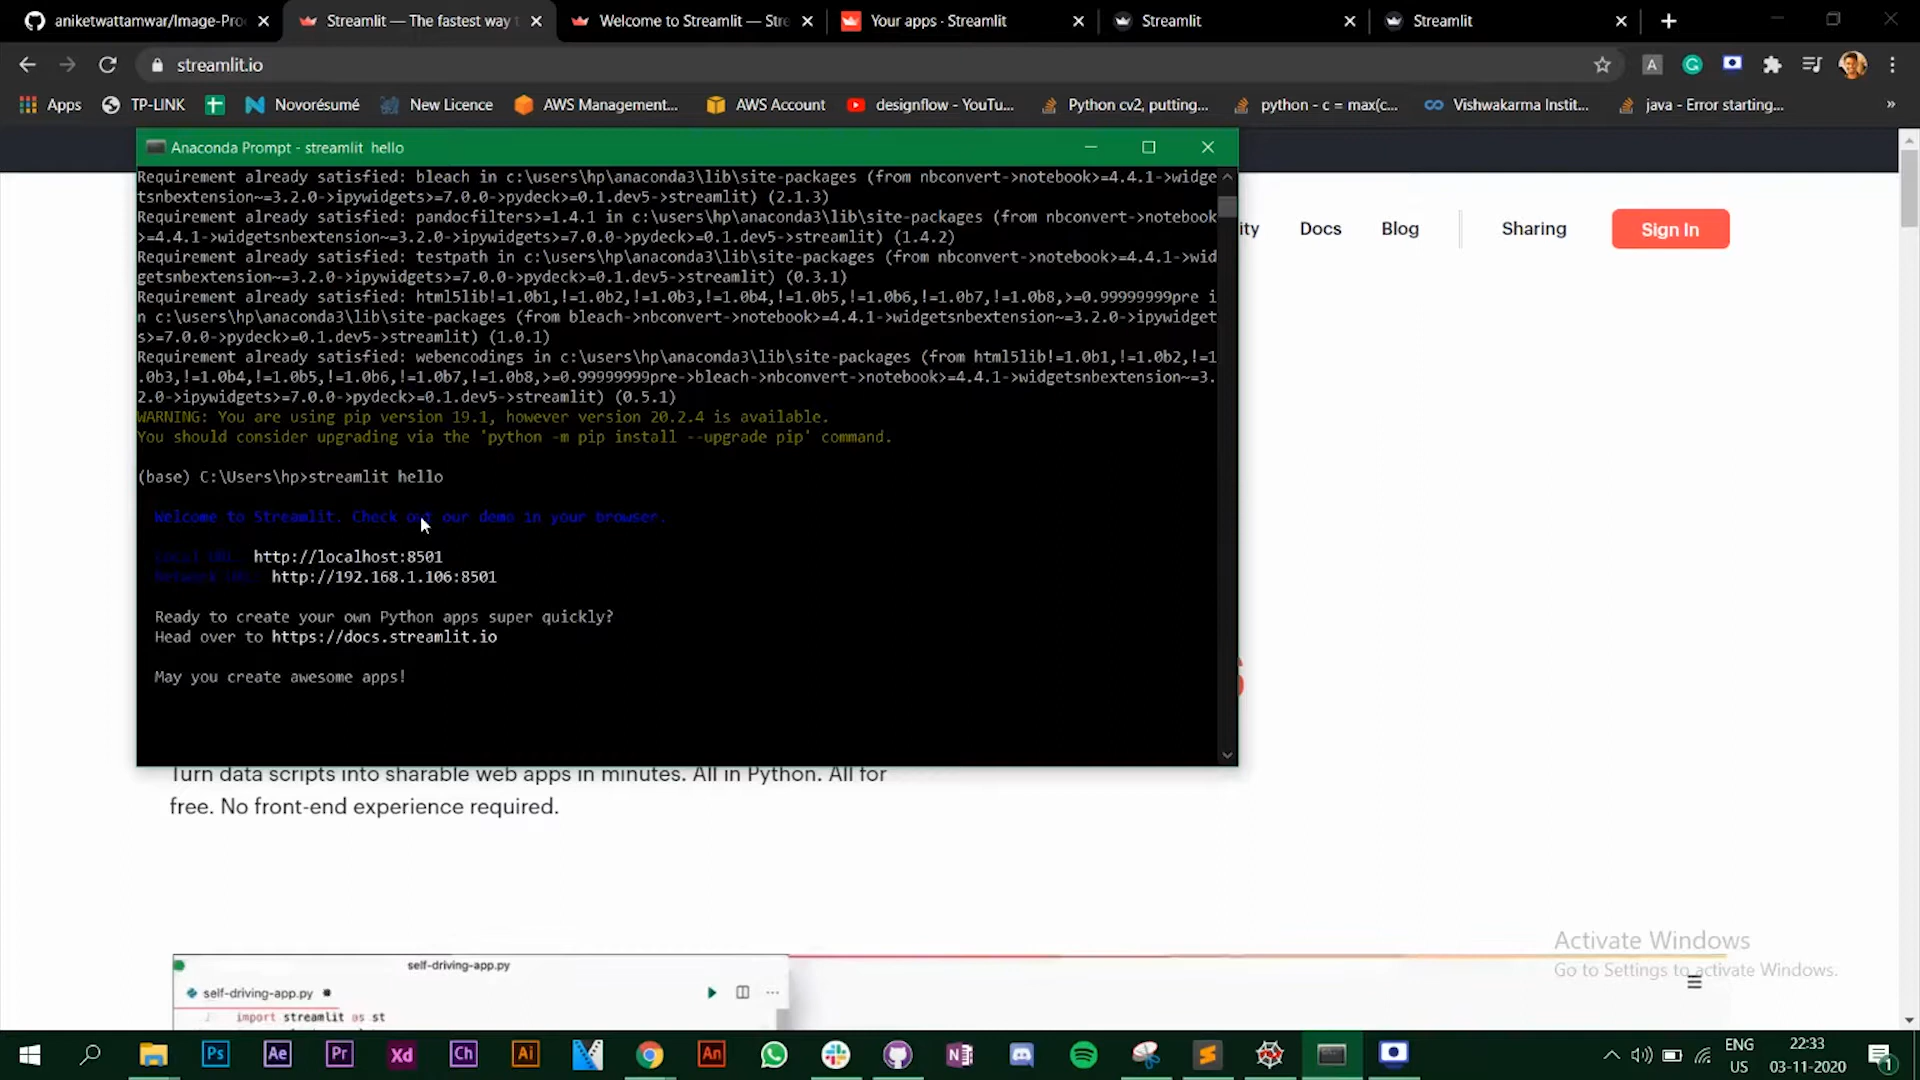 aniketwattamwar/Image-Pro
Streamlit — The fastest way
Welcome to Streamlit — Stre
Your apps · Streamlit
Streamlit
Streamlit
streamlit.io
Apps
TP-LINK
Novorésumé
New Licence
AWS Management...
AWS Account
designflow - YouTu...
Python cv2, putting...
python - c = max(c...
Vishwakarma Instit...
java - Error starting...
»
Anaconda Prompt - streamlit hello
Requirement already satisfied: bleach in c:\users\hp\anaconda3\lib\site-packages (from nbconvert->notebook>=4.4.1->widge
tsnbextension~=3.2.0->ipywidgets>=7.0.0->pydeck>=0.1.dev5->streamlit) (2.1.3)
Requirement already satisfied: pandocfilters>=1.4.1 in c:\users\hp\anaconda3\lib\site-packages (from nbconvert->notebook
>=4.4.1->widgetsnbextension~=3.2.0->ipywidgets>=7.0.0->pydeck>=0.1.dev5->streamlit) (1.4.2)
Requirement already satisfied: testpath in c:\users\hp\anaconda3\lib\site-packages (from nbconvert->notebook>=4.4.1->wid
getsnbextension~=3.2.0->ipywidgets>=7.0.0->pydeck>=0.1.dev5->streamlit) (0.3.1)
Requirement already satisfied: html5lib!=1.0b1,!=1.0b2,!=1.0b3,!=1.0b4,!=1.0b5,!=1.0b6,!=1.0b7,!=1.0b8,>=0.99999999pre i
n c:\users\hp\anaconda3\lib\site-packages (from bleach->nbconvert->notebook>=4.4.1->widgetsnbextension~=3.2.0->ipywidget
s>=7.0.0->pydeck>=0.1.dev5->streamlit) (1.0.1)
Requirement already satisfied: webencodings in c:\users\hp\anaconda3\lib\site-packages (from html5lib!=1.0b1,!=1.0b2,!=1
.0b3,!=1.0b4,!=1.0b5,!=1.0b6,!=1.0b7,!=1.0b8,>=0.99999999pre->bleach->nbconvert->notebook>=4.4.1->widgetsnbextension~=3.
2.0->ipywidgets>=7.0.0->pydeck>=0.1.dev5->streamlit) (0.5.1)
WARNING: You are using pip version 19.1, however version 20.2.4 is available.
You should consider upgrading via the 'python -m pip install --upgrade pip' command.
(base) C:\Users\hp>streamlit hello
Welcome to Streamlit. Check out our demo in your browser.
Local URL: http://localhost:8501
Network URL: http://192.168.1.106:8501
Ready to create your own Python apps super quickly?
Head over to https://docs.streamlit.io
May you create awesome apps!
ity
Docs
Blog
Sharing
Sign In
s
Turn data scripts into sharable web apps in minutes. All in Python. All for
free. No front-end experience required.
Activate Windows
Go to Settings to activate Windows.
self-driving-app.py
self-driving-app.py
import streamlit as st
Ps
Ae
Pr
Xd
Ch
Ai
An
ENG
US
22:33
03-11-2020
1